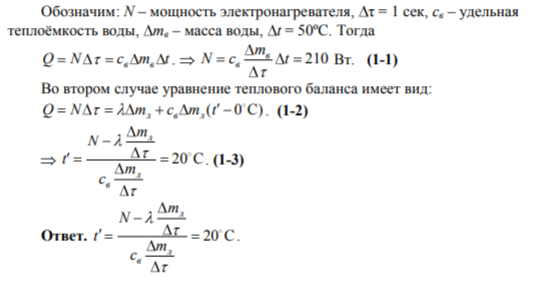 Обозначим: N – мощность электронагревателя, Δτ = 1 сек, cв – удельная
теплоёмкость воды, Δmв – масса воды, Δt = 50ºC. Тогда
Q = NΔτ = cвΔmвΔt. ⇒ N = cв Δmв/Δτ Δt = 210 Вт. (1-1)
Во втором случае уравнение теплового баланса имеет вид:
Q = NΔτ = λΔmл + cвΔmл(t′ – 0°C). (1-2)
⇒ t′ = (N – λ Δmл/Δτ)/(cв Δmл/Δτ) = 20°C. (1-3)
Ответ. t′ = (N – λ Δmл/Δτ)/(cв Δmл/Δτ) = 20°C.